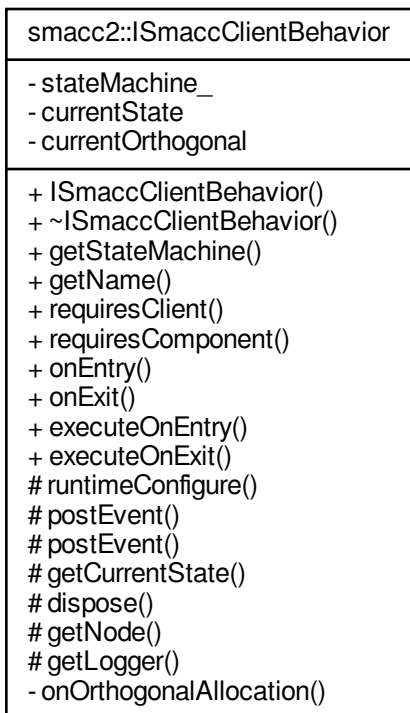 smacc2::ISmaccClientBehavior
- stateMachine_
- currentState
- currentOrthogonal
+ ISmaccClientBehavior()
+ ~ISmaccClientBehavior()
+ getStateMachine()
+ getName()
+ requiresClient()
+ requiresComponent()
+ onEntry()
+ onExit()
+ executeOnEntry()
+ executeOnExit()
# runtimeConfigure()
# postEvent()
# postEvent()
# getCurrentState()
# dispose()
# getNode()
# getLogger()
- onOrthogonalAllocation()